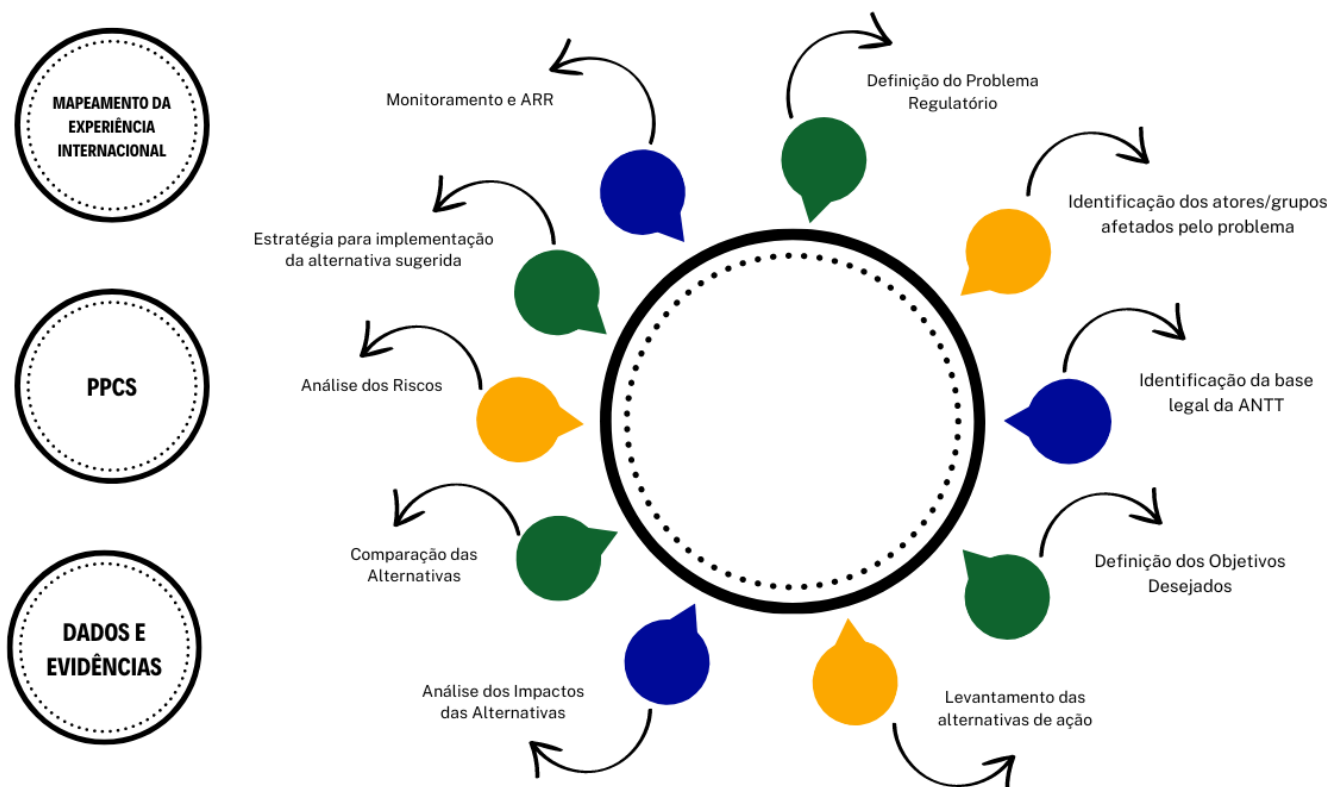 MAPEAMENTO DA
EXPERIÊNCIA
INTERNACIONAL
PPCS
DADOS E
EVIDÊNCIAS
Definição do Problema
Regulatório
Identificação dos atores/grupos
afetados pelo problema
Identificação da base
legal da ANTT
Definição dos Objetivos
Desejados
Levantamento das
alternativas de ação
Análise dos Impactos
das Alternativas
Comparação das
Alternativas
Análise dos Riscos
Estratégia para implementação
da alternativa sugerida
Monitoramento e ARR